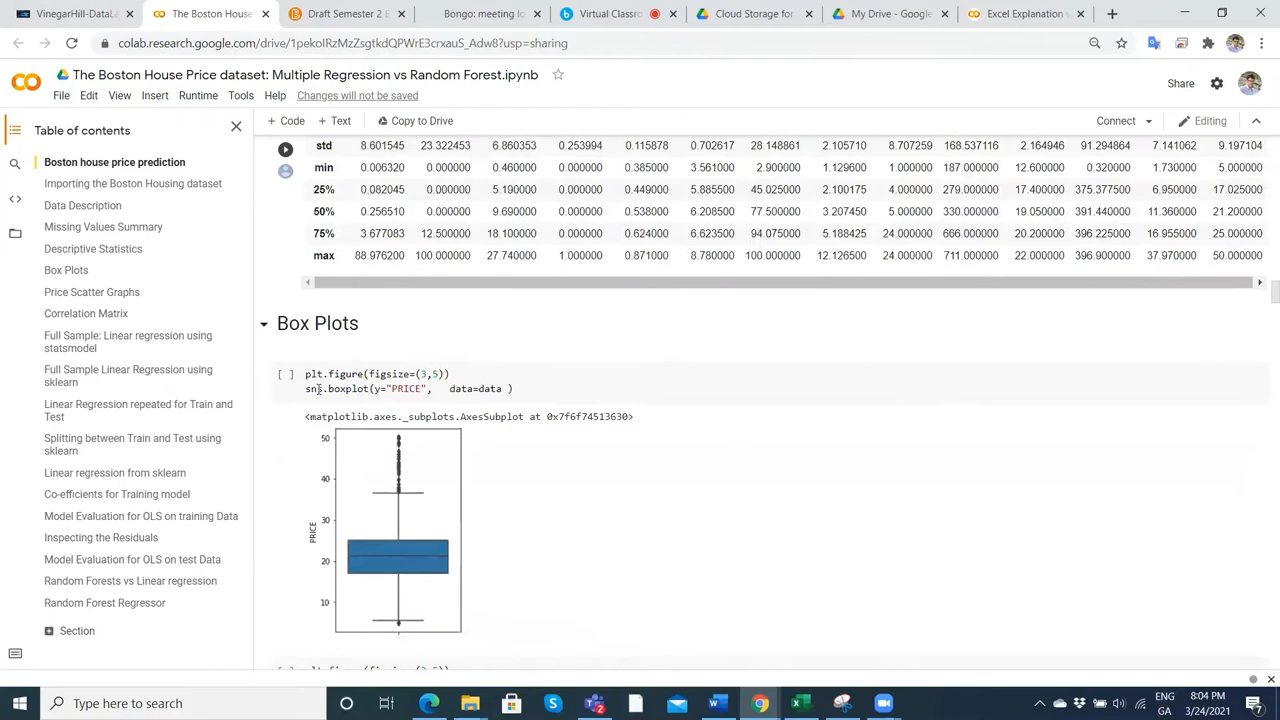 VinegarHill-DataLa
The Boston House
Draft Semester 2 E
Bongo: meeting lo
Virtual Classro
Cloud Storage for
My Drive - Google
Excel Explanation
colab.research.google.com/drive/1pekoIRzMzZsgtkdQPWrE3crxauS_Adw8?usp=sharing
The Boston House Price dataset: Multiple Regression vs Random Forest.ipynb
Share
File Edit View Insert Runtime Tools Help Changes will not be saved
Table of contents
+ Code + Text Copy to Drive
Connect
Editing
Boston house price prediction
Importing the Boston Housing dataset
Data Description
Missing Values Summary
Descriptive Statistics
Box Plots
Price Scatter Graphs
Correlation Matrix
Full Sample: Linear regression using
statsmodel
Full Sample Linear Regression using
sklearn
Linear Regression repeated for Train and
Test
Splitting between Train and Test using
sklearn
Linear regression from sklearn
Co-efficients for Training model
Model Evaluation for OLS on training Data
Inspecting the Residuals
Model Evaluation for OLS on test Data
Random Forests vs Linear regression
Random Forest Regressor
Section
std 8.601545 23.322453 6.860353 0.253994 0.115878 0.702617 28.148861 2.105710 8.707259 168.537116 2.164946 91.294864 7.141062 9.197104
min 0.006320 0.000000 0.460000 0.000000 0.385000 3.561000 2.900000 1.129600 1.000000 187.000000 12.600000 0.320000 1.730000 5.000000
25% 0.082045 0.000000 5.190000 0.000000 0.449000 5.885500 45.025000 2.100175 4.000000 279.000000 17.400000 375.377500 6.950000 17.025000
50% 0.256510 0.000000 9.690000 0.000000 0.538000 6.208500 77.500000 3.207450 5.000000 330.000000 19.050000 391.440000 11.360000 21.200000
75% 3.677083 12.500000 18.100000 0.000000 0.624000 6.623500 94.075000 5.188425 24.000000 666.000000 20.200000 396.225000 16.955000 25.000000
max 88.976200 100.000000 27.740000 1.000000 0.871000 8.780000 100.000000 12.126500 24.000000 711.000000 22.000000 396.900000 37.970000 50.000000
Box Plots
[ ] plt.figure(figsize=(3,5))
sns.boxplot(y="PRICE", data=data )
<matplotlib.axes._subplots.AxesSubplot at 0x7f6f74513630>
50
40
30
20
10
PRICE
Type here to search
ENG
GA
8:04 PM
3/24/2021